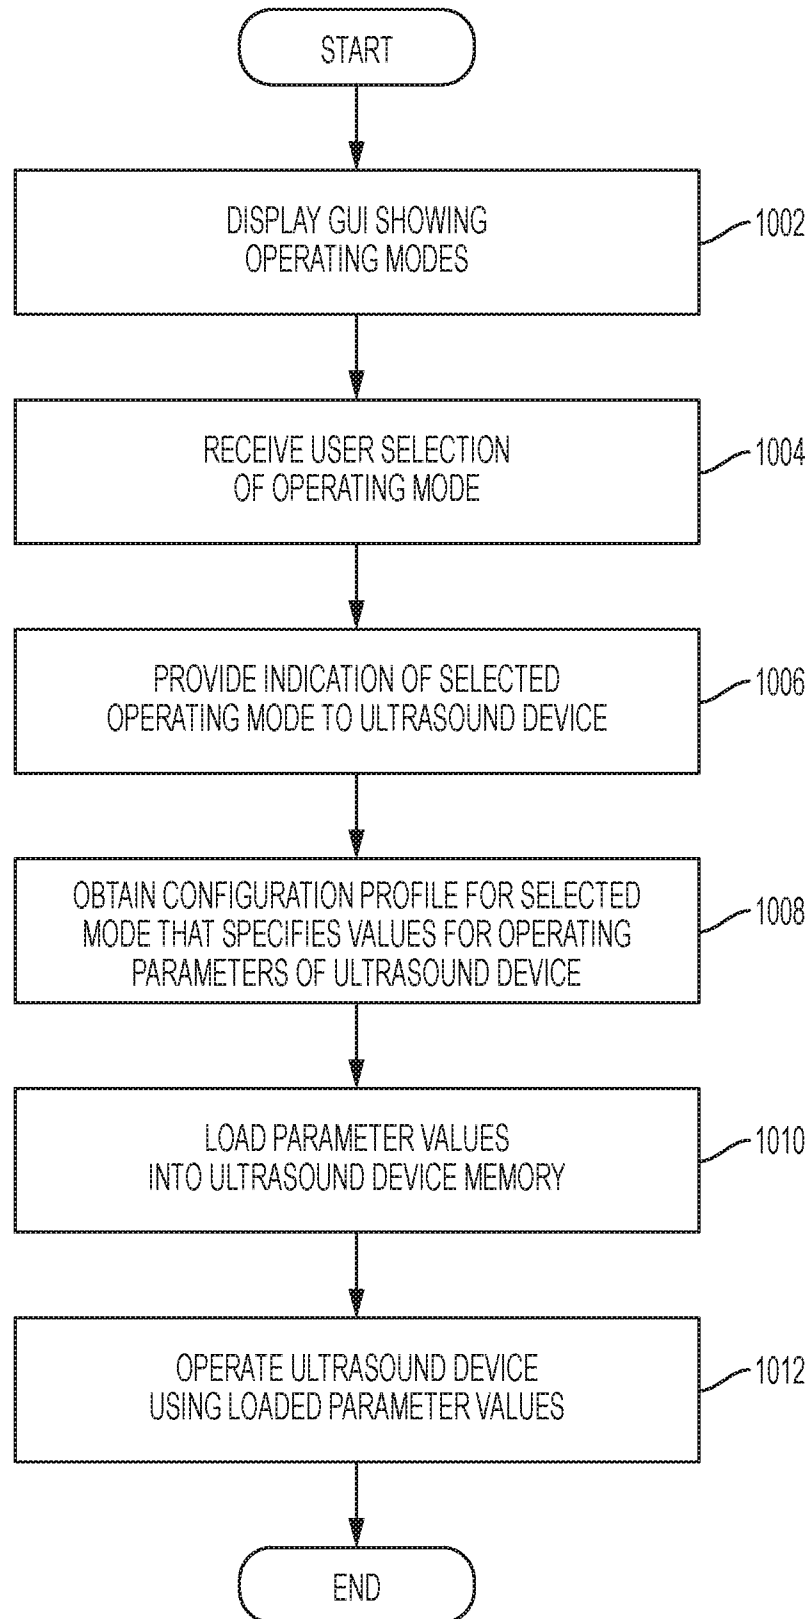 START
DISPLAY GUI SHOWING
OPERATING MODES
1002
RECEIVE USER SELECTION
OF OPERATING MODE
1004
PROVIDE INDICATION OF SELECTED
OPERATING MODE TO ULTRASOUND DEVICE
1006
OBTAIN CONFIGURATION PROFILE FOR SELECTED
MODE THAT SPECIFIES VALUES FOR OPERATING
PARAMETERS OF ULTRASOUND DEVICE
1008
LOAD PARAMETER VALUES
INTO ULTRASOUND DEVICE MEMORY
1010
OPERATE ULTRASOUND DEVICE
USING LOADED PARAMETER VALUES
1012
END